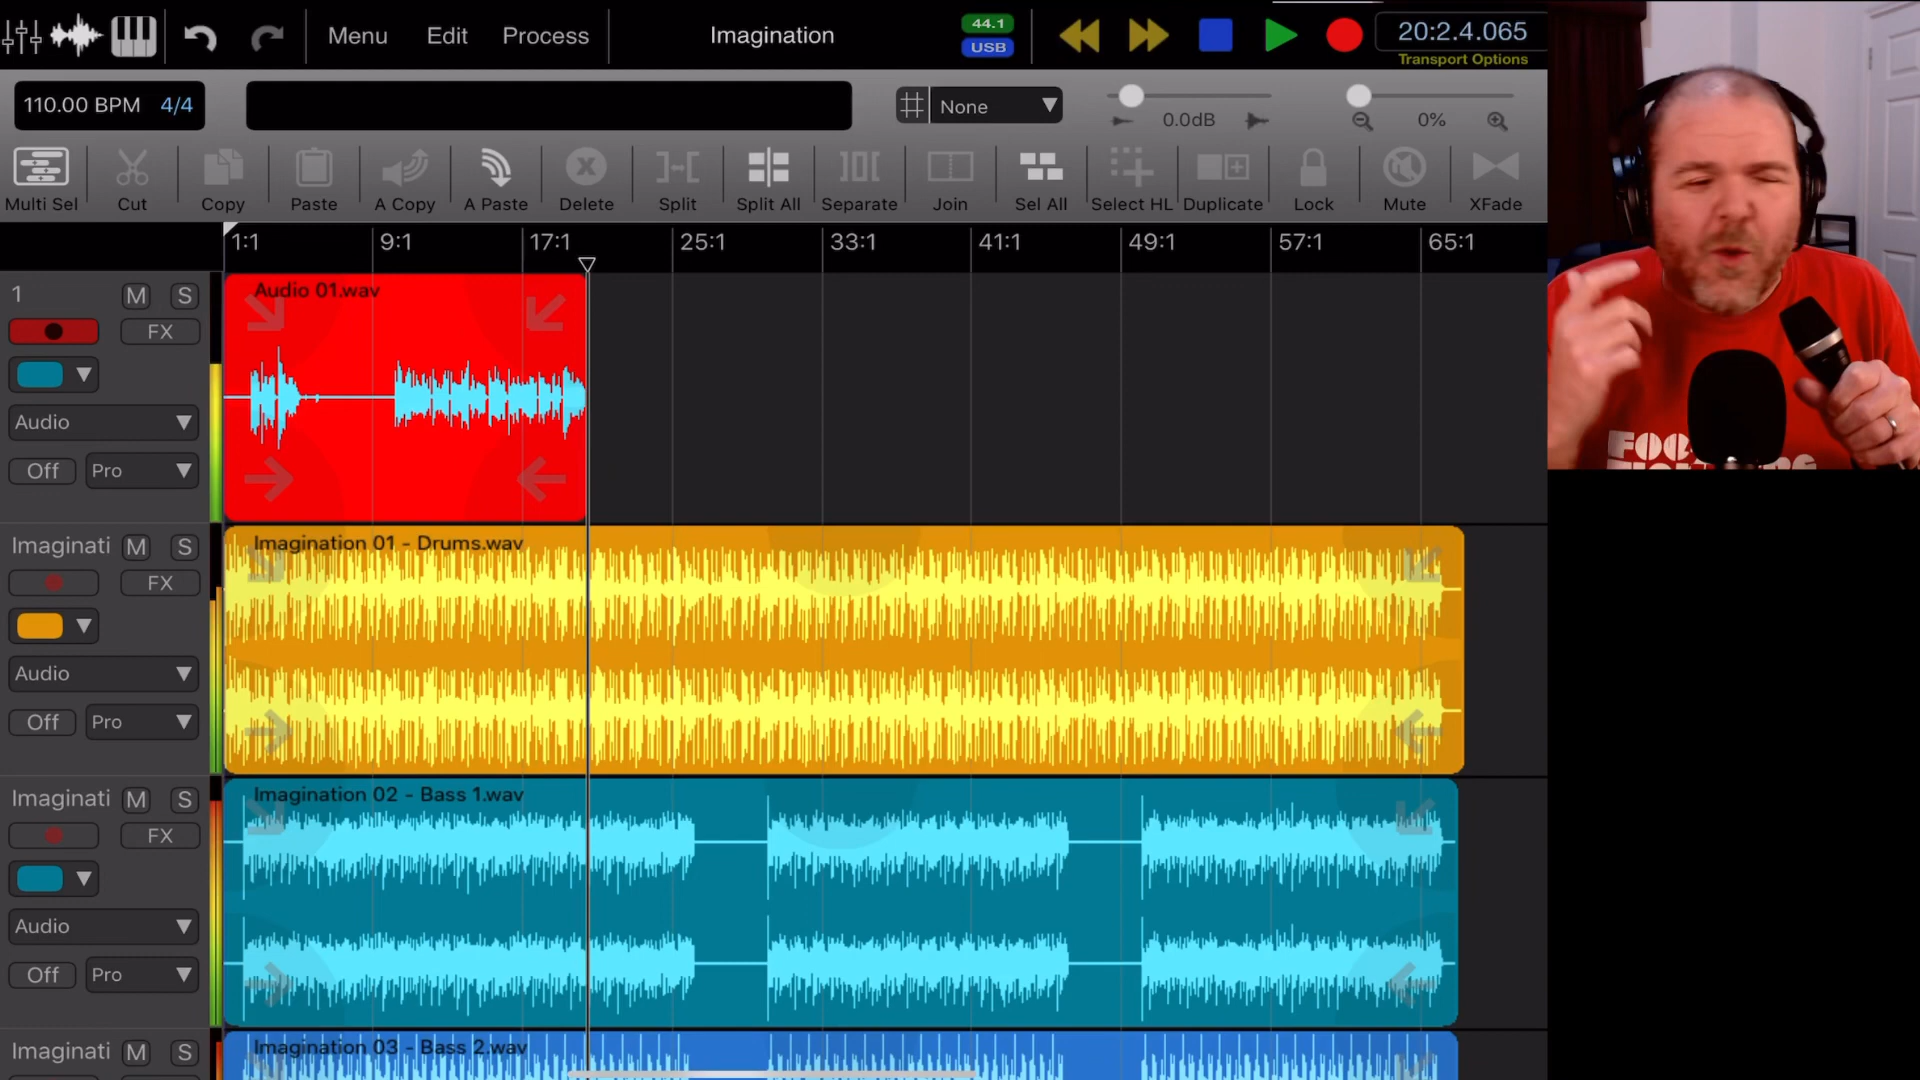 Menu Edit Process Imagination 44.1 USB 20:2.4.065
Transport Options
110.00 BPM 4/4 None 0.0dB 0%
Multi Sel Cut Copy Paste A Copy A Paste Delete Split Split All Separate Join Sel All Select HL Duplicate Lock Mute XFade
1:1 9:1 17:1 25:1 33:1 41:1 49:1 57:1 65:1
1 M S
FX
Audio
Off Pro
Audio 01.wav
Imaginati M S
FX
Audio
Off Pro
Imagination 01 - Drums.wav
Imaginati M S
FX
Audio
Off Pro
Imagination 02 - Bass 1.wav
Imaginati M S
Imagination 03 - Bass 2.wav